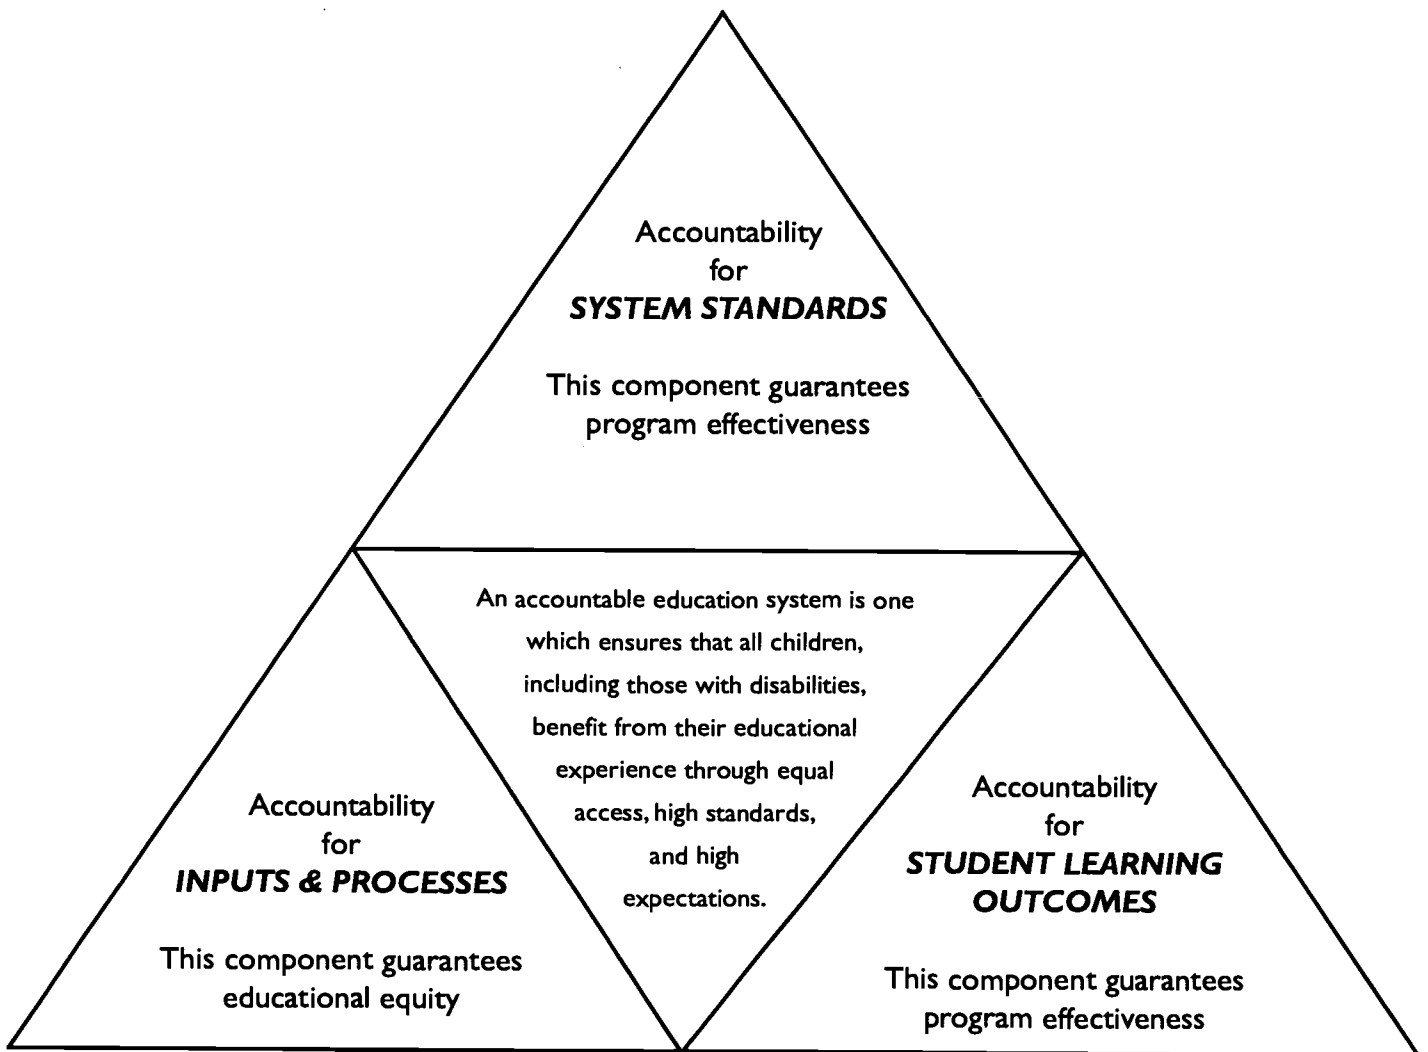 Accountability
for
SYSTEM STANDARDS
This component guarantees
program effectiveness
An accountable education system is one
which ensures that all children,
including those with disabilities,
benefit from their educational
experience through equal
access, high standards,
and high
expectations.
Accountability
for
INPUTS & PROCESSES
This component guarantees
educational equity
Accountability
for
STUDENT LEARNING
OUTCOMES
This component guarantees
program effectiveness